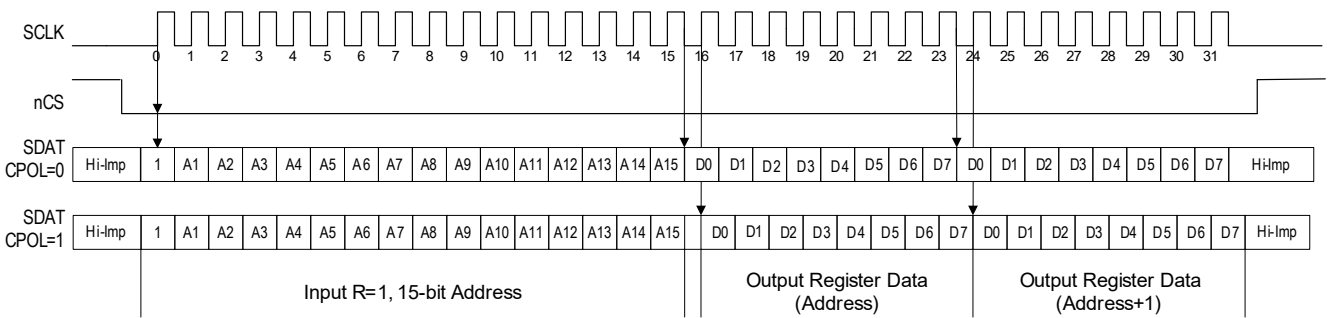 SCLK
0 1 2 3 4 5 6 7 8 9 10 11 12 13 14 15 16 17 18 19 20 21 22 23 24 25 26 27 28 29 30 31
nCS
SDAT
CPOL=0
Hi-Imp 1 A1 A2 A3 A4 A5 A6 A7 A8 A9 A10 A11 A12 A13 A14 A15 D0 D1 D2 D3 D4 D5 D6 D7 D0 D1 D2 D3 D4 D5 D6 D7 Hi-Imp
SDAT
CPOL=1
Hi-Imp 1 A1 A2 A3 A4 A5 A6 A7 A8 A9 A10 A11 A12 A13 A14 A15 D0 D1 D2 D3 D4 D5 D6 D7 D0 D1 D2 D3 D4 D5 D6 D7 Hi-Imp
Input R=1, 15-bit Address
Output Register Data
(Address)
Output Register Data
(Address+1)